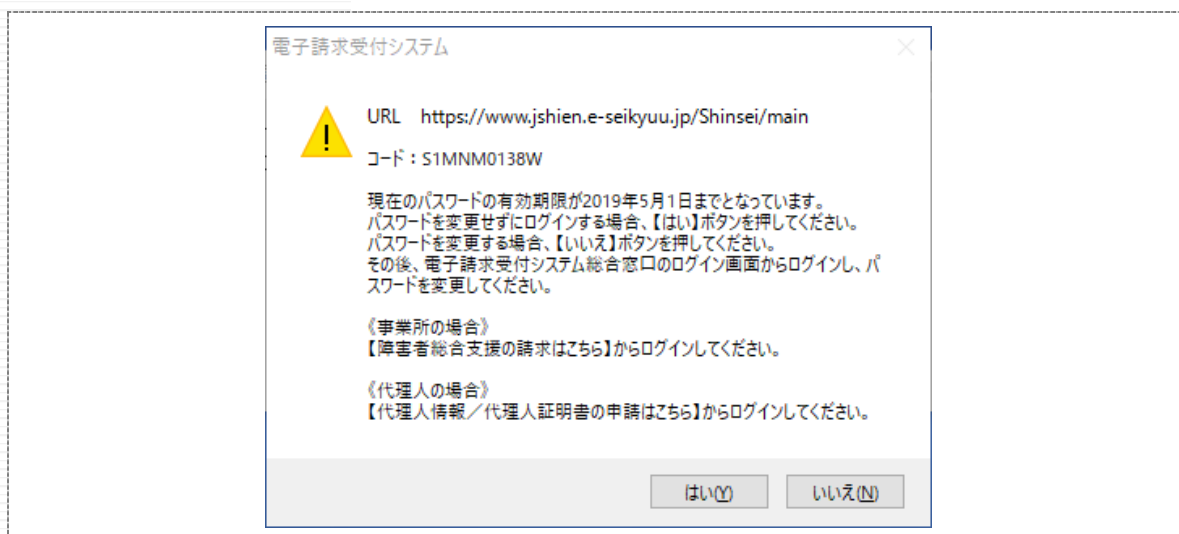 電子請求受付システム
URL　https://www.jshien.e-seikyuu.jp/Shinsei/main
コード：S1MNM0138W
現在のパスワードの有効期限が2019年5月1日までとなっています。
パスワードを変更せずにログインする場合、【はい】ボタンを押してください。
パスワードを変更する場合、【いいえ】ボタンを押してください。
その後、電子請求受付システム総合窓口のログイン画面からログインし、パ
スワードを変更してください。
《事業所の場合》
【障害者総合支援の請求はこちら】からログインしてください。
《代理人の場合》
【代理人情報／代理人証明書の申請はこちら】からログインしてください。
はい(Y)
いいえ(N)